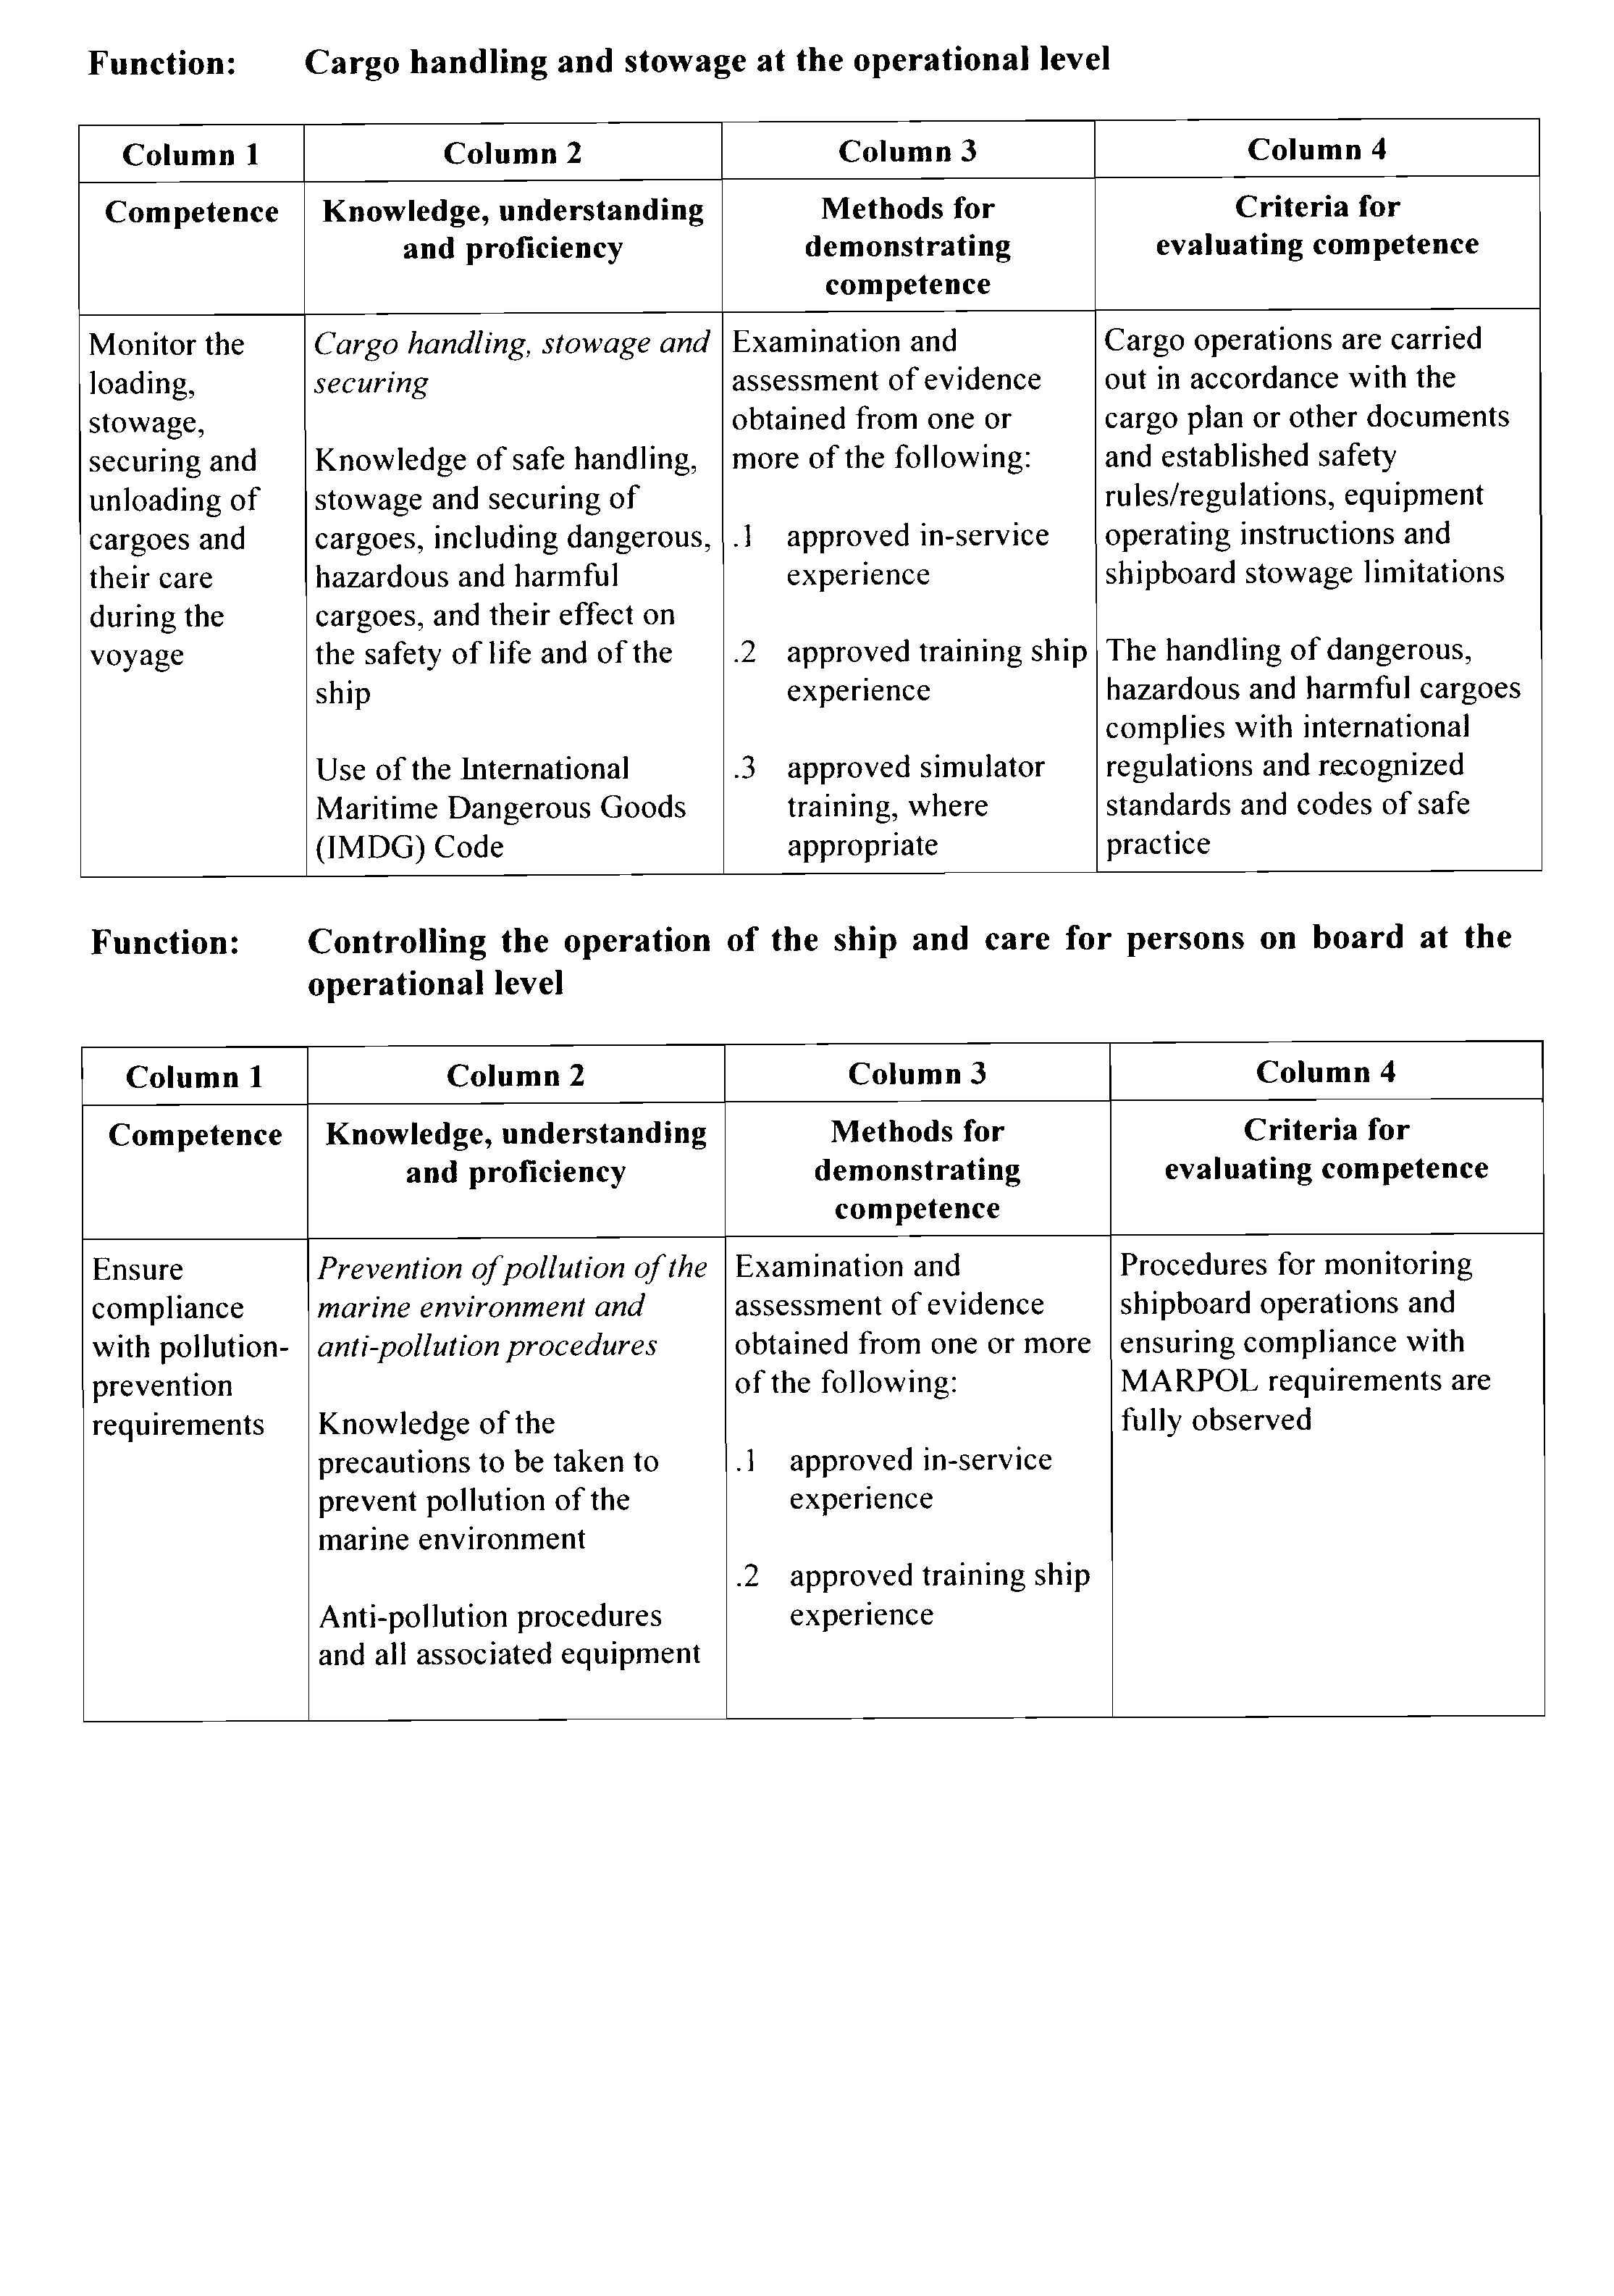 Function: Cargo handling and stowage at the operational level
Column 1
Column 2
Column 3
Column 4
Competence
Knowledge, understanding
and proficiency
Methods for
demonstrating
competence
Criteria for
evaluating competence
Monitor the
loading,
stowage,
securing and
unloading of
cargoes and
their care
during the
voyage
Cargo handling, stowage and
securing
Knowledge of safe handling,
stowage and securing of
cargoes, including dangerous,
hazardous and harmful
cargoes, and their effect on
the safety of life and of the
ship
Use of the International
Maritime Dangerous Goods
(IMDG) Code
Examination and
assessment of evidence
obtained from one or
more of the following:
.1 approved in-service
experience
.2 approved training ship
experience
.3 approved simulator
training, where
appropriate
Cargo operations are carried
out in accordance with the
cargo plan or other documents
and established safety
rules/regulations, equipment
operating instructions and
shipboard stowage limitations
The handling of dangerous,
hazardous and harmful cargoes
complies with international
regulations and recognized
standards and codes of safe
practice
Function: Controlling the operation of the ship and care for persons on board at the
operational level
Column 1
Column 2
Column 3
Column 4
Competence
Knowledge, understanding
and proficiency
Methods for
demonstrating
competence
Criteria for
evaluating competence
Ensure
compliance
with pollution-
prevention
requirements
Prevention of pollution of the
marine environment and
anti-pollution procedures
Knowledge of the
precautions to be taken to
prevent pollution of the
marine environment
Anti-pollution procedures
and all associated equipment
Examination and
assessment of evidence
obtained from one or more
of the following:
.1 approved in-service
experience
.2 approved training ship
experience
Procedures for monitoring
shipboard operations and
ensuring compliance with
MARPOL requirements are
fully observed